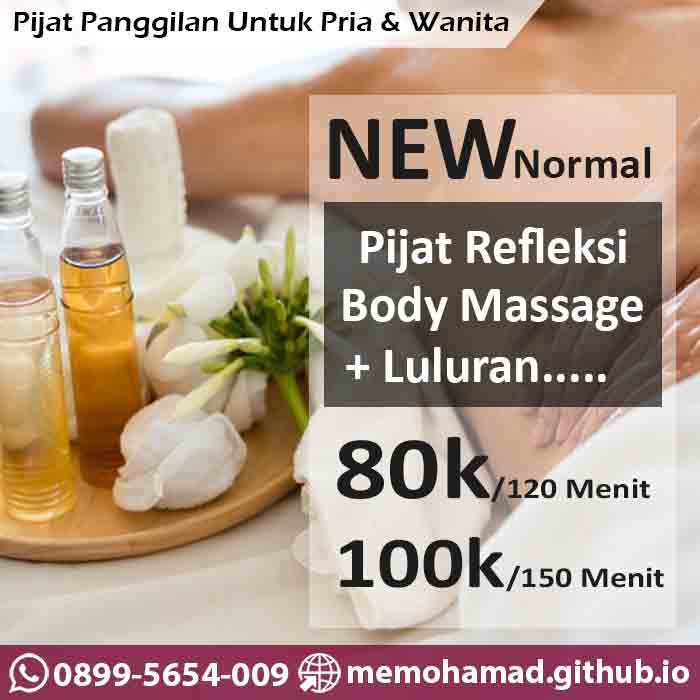 Pijat Panggilan Untuk Pria & Wanita
NEW Normal
Pijat Refleksi
Body Massage
+ Luluran.....
80k/120 Menit
100k/150 Menit
0899-5654-009 memohamad.github.io